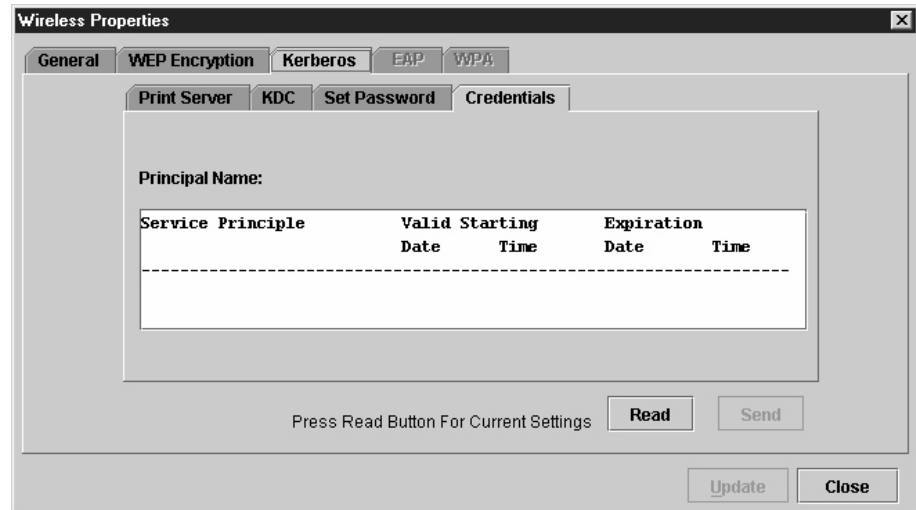 Wireless Properties
General WEP Encryption Kerberos EAP WPA
Print Server KDC Set Password Credentials
Principal Name:
Service Principle Valid Starting Expiration
Date Time Date Time
--------------------------------------------------------------------
Press Read Button For Current Settings Read Send
Update Close